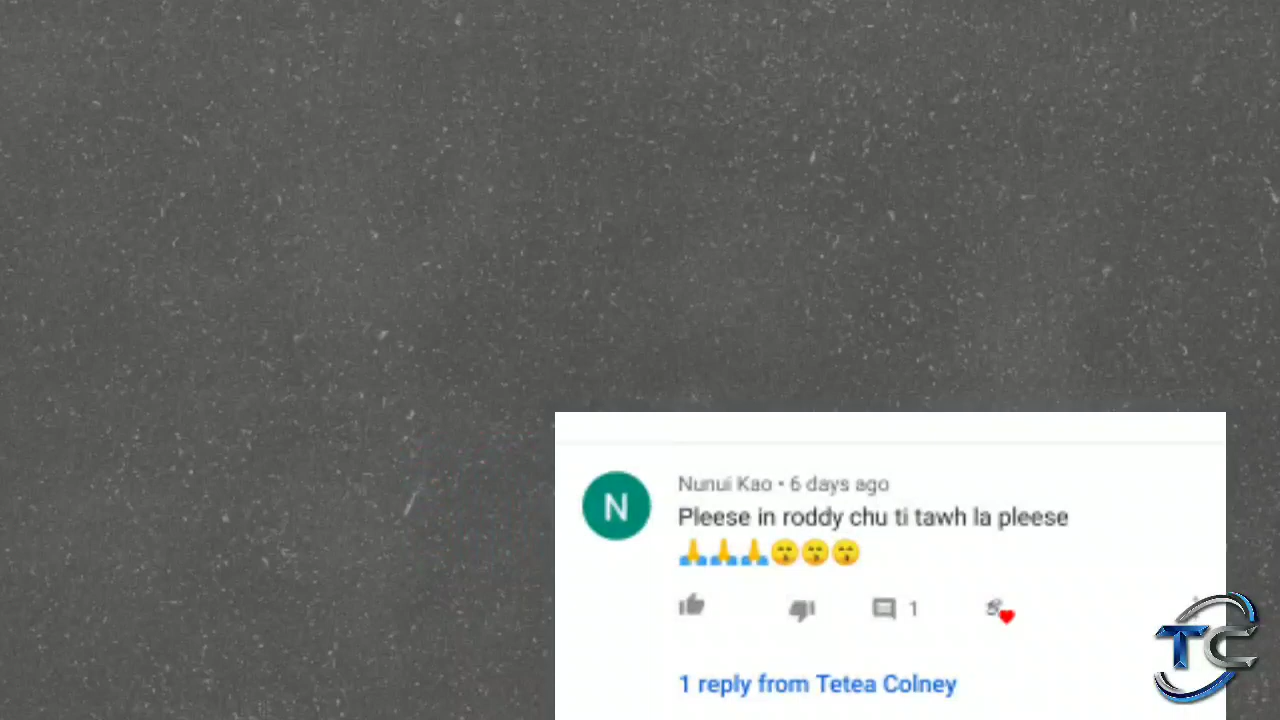 Nunui Kao • 6 days ago
Pleese in roddy chu ti tawh la pleese
🙏🙏🙏😙😙😙
1
1 reply from Tetea Colney
TC